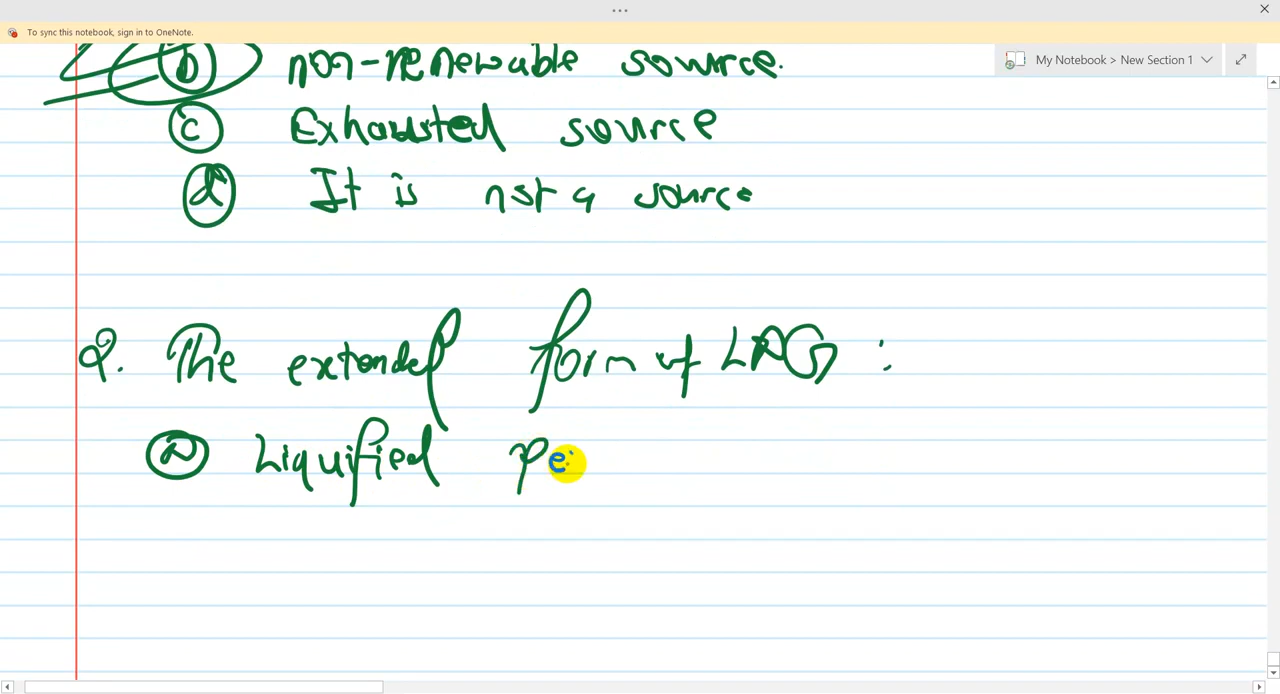 To sync this notebook, sign in to OneNote.
My Notebook > New Section 1
b non-renewable source.
c Exhausted source
d It is not a source
Q. The extended form of LPG :
a Liquified pe